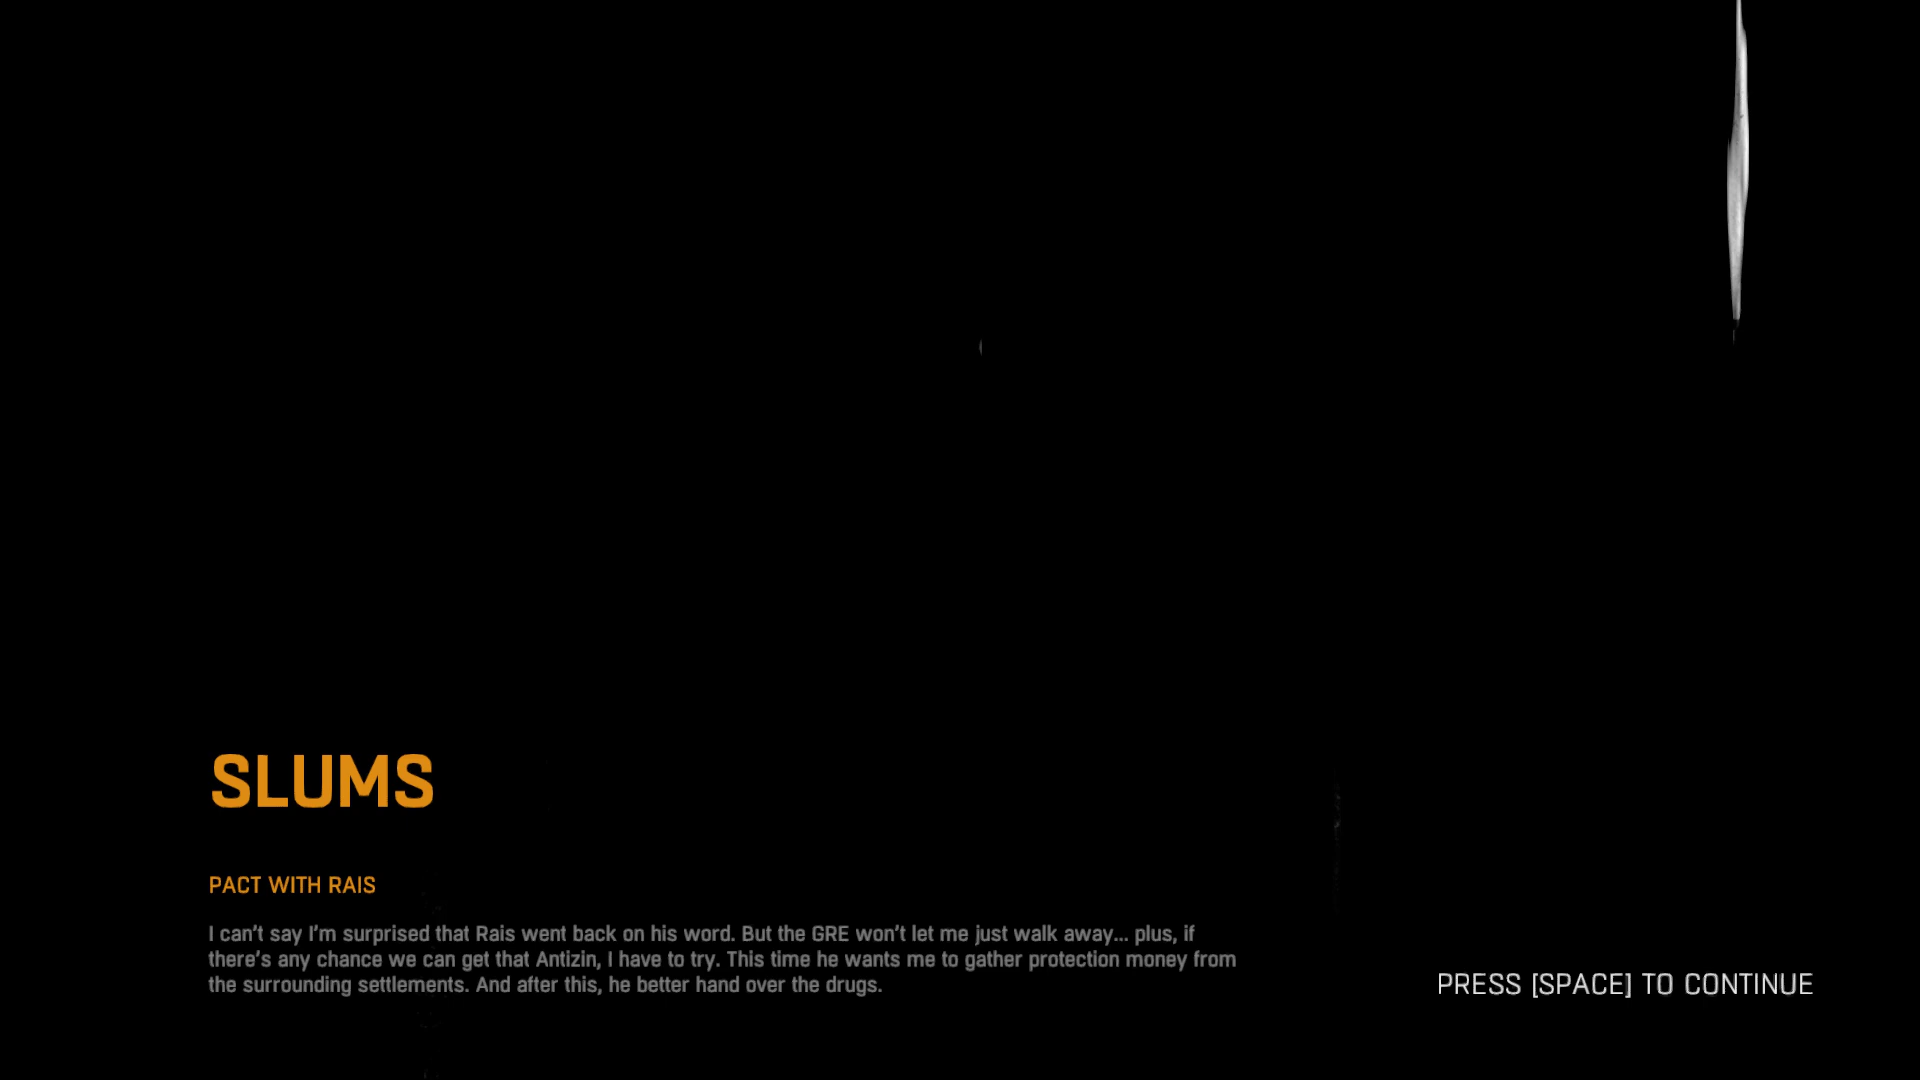 SLUMS
PACT WITH RAIS
I can't say I'm surprised that Rais went back on his word. But the GRE won't let me just walk away... plus, if
there's any chance we can get that Antizin, I have to try. This time he wants me to gather protection money from
the surrounding settlements. And after this, he better hand over the drugs.
PRESS [SPACE] TO CONTINUE